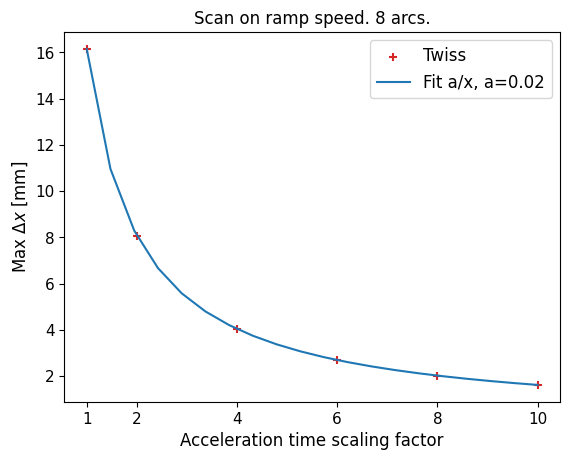 Scan on ramp speed. 8 arcs.
Twiss
Fit a/x, a=0.02
16
14
12
10
8
6
4
2
Max Δx [mm]
1 2 4 6 8 10
Acceleration time scaling factor